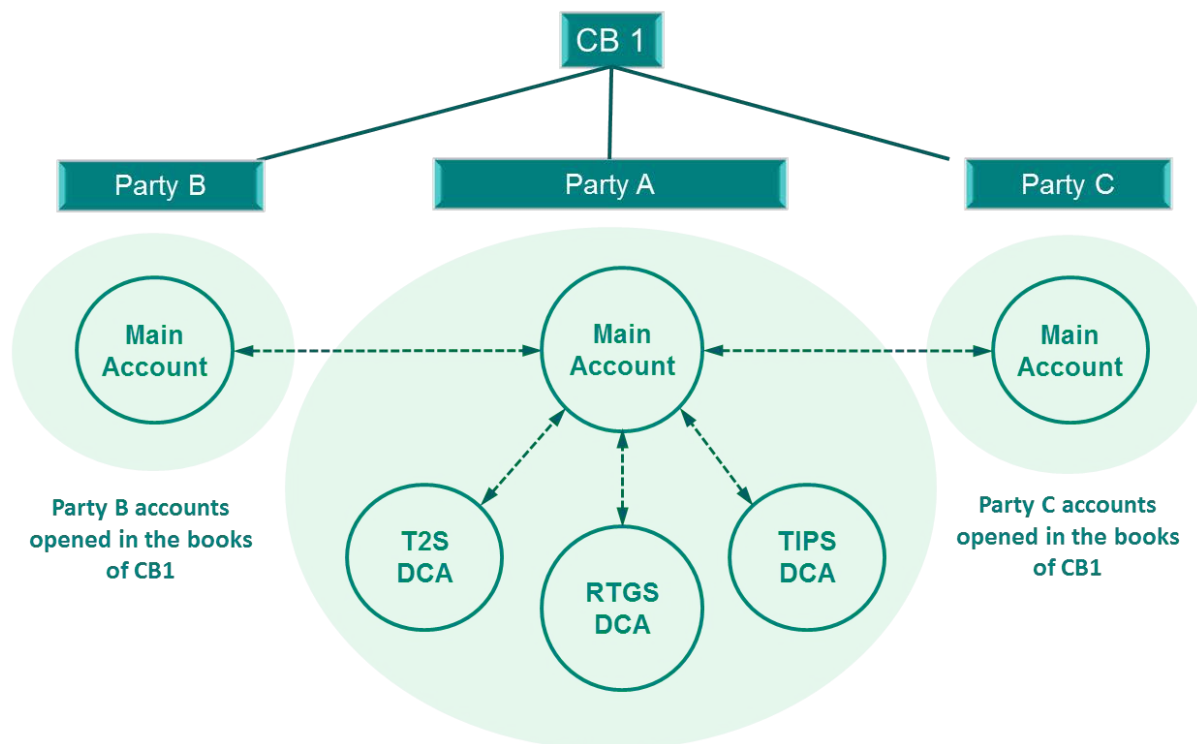 CB 1
Party B
Party A
Party C
Main
Account
Main
Account
Main
Account
Party B accounts
opened in the books
of CB1
T2S
DCA
RTGS
DCA
TIPS
DCA
Party C accounts
opened in the books
of CB1